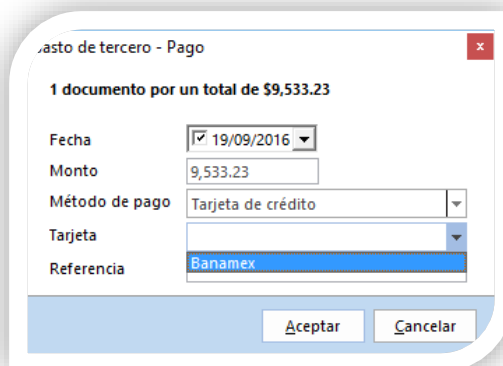 asto de tercero - Pago
x
1 documento por un total de $9,533.23
Fecha 19/09/2016
Monto 9,533.23
Método de pago Tarjeta de crédito
Tarjeta
Banamex
Referencia
Aceptar Cancelar